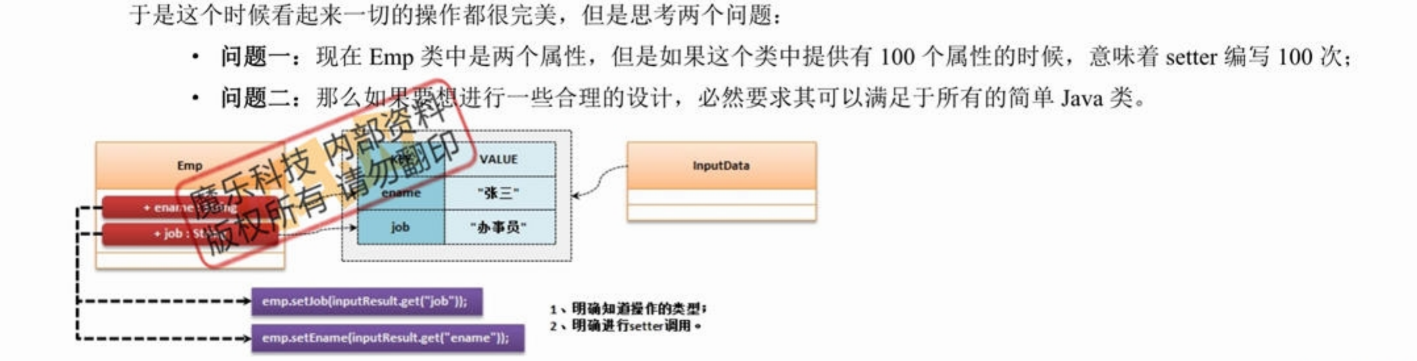 于是这个时候看起来一切的操作都很完美，但是思考两个问题：
• 问题一：现在 Emp 类中是两个属性，但是如果这个类中提供有 100 个属性的时候，意味着 setter 编写 100 次；
• 问题二：那么如果要想进行一些合理的设计，必然要求其可以满足于所有的简单 Java 类。
魔乐科技 内部资料
版权所有 请勿翻印
Emp
+ ename : String
+ job : String
KEY VALUE
ename "张三"
job "办事员"
InputData
emp.setJob(inputResult.get("job"));
emp.setEname(inputResult.get("ename"));
1、明确知道操作的类型；
2、明确进行setter调用。